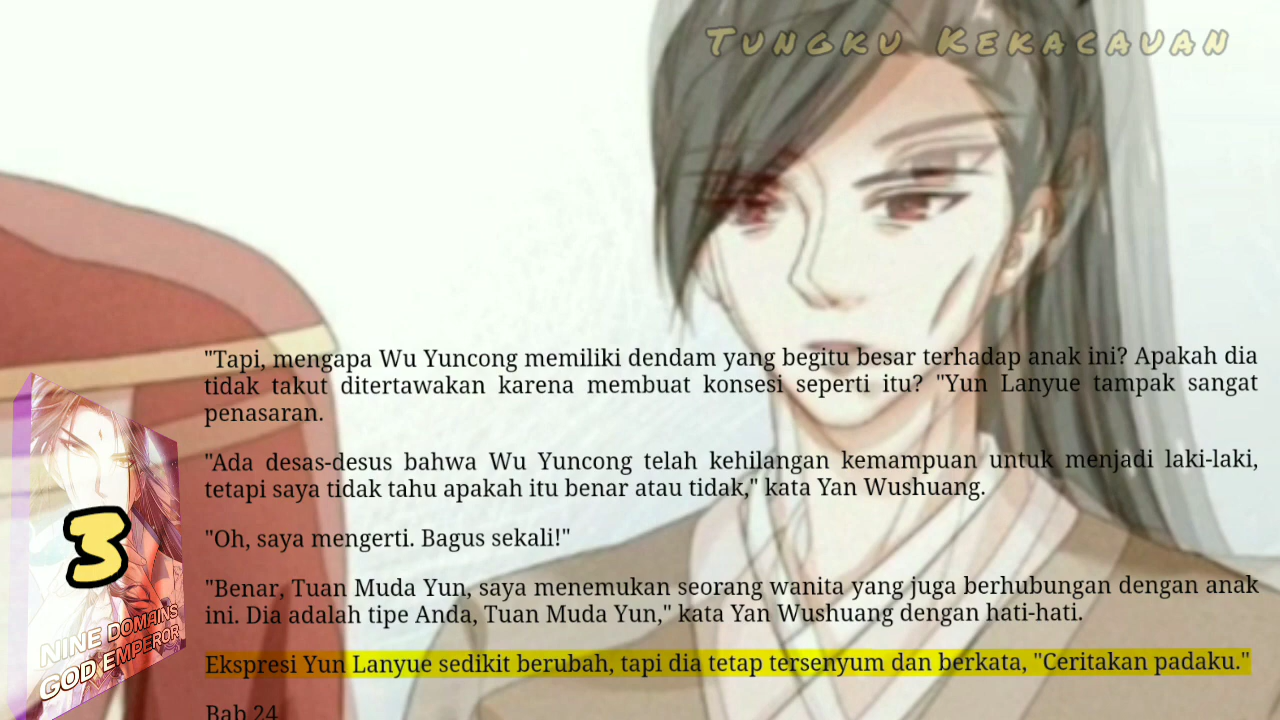 Tungku Kekacauan
"Tapi, mengapa Wu Yuncong memiliki dendam yang begitu besar terhadap anak ini? Apakah dia
tidak takut ditertawakan karena membuat konsesi seperti itu? "Yun Lanyue tampak sangat
penasaran.
"Ada desas-desus bahwa Wu Yuncong telah kehilangan kemampuan untuk menjadi laki-laki,
tetapi saya tidak tahu apakah itu benar atau tidak," kata Yan Wushuang.
"Oh, saya mengerti. Bagus sekali!"
"Benar, Tuan Muda Yun, saya menemukan seorang wanita yang juga berhubungan dengan anak
ini. Dia adalah tipe Anda, Tuan Muda Yun," kata Yan Wushuang dengan hati-hati.
Ekspresi Yun Lanyue sedikit berubah, tapi dia tetap tersenyum dan berkata, "Ceritakan padaku."
Bab 24
3
NINE DOMAINS
GOD EMPEROR